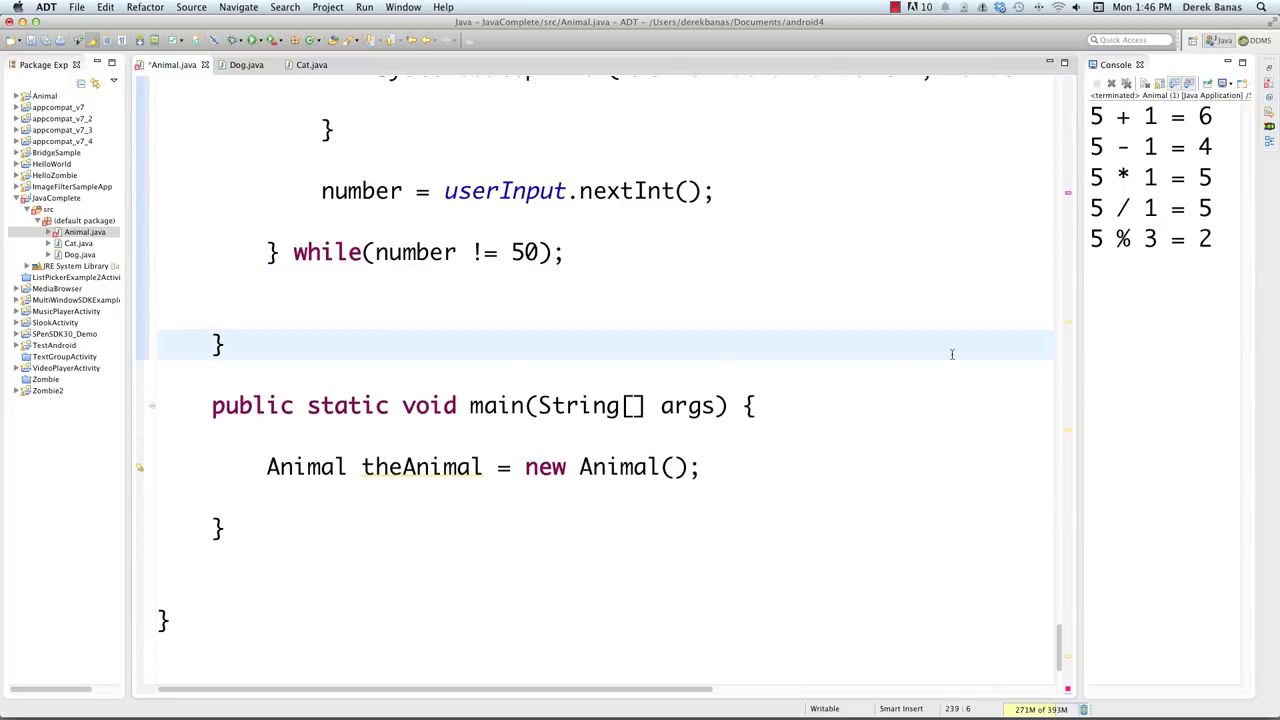 ADT File Edit Refactor Source Navigate Search Project Run Window Help 10 Mon 1:46 PM Derek Banas
Java - JavaComplete/src/Animal.java - ADT - /Users/derekbanas/Documents/android4
Quick Access Java DDMS
Package Exp
*Animal.java Dog.java Cat.java
Console
<terminated> Animal (1) [Java Application] /S
Animal
appcompat_v7
appcompat_v7_2
appcompat_v7_3
appcompat_v7_4
BridgeSample
HelloWorld
HelloZombie
ImageFilterSampleApp
JavaComplete
src
(default package)
Animal.java
Cat.java
Dog.java
JRE System Library [Ja
ListPickerExample2Activi
MediaBrowser
MultiWindowSDKExample
MusicPlayerActivity
SlookActivity
SPenSDK30_Demo
TestAndroid
TextGroupActivity
VideoPlayerActivity
Zombie
Zombie2
}
number = userInput.nextInt();
} while(number != 50);
}
public static void main(String[] args) {
Animal theAnimal = new Animal();
}
}
5 + 1 = 6
5 - 1 = 4
5 * 1 = 5
5 / 1 = 5
5 % 3 = 2
Writable Smart Insert 239 : 6 271M of 393M